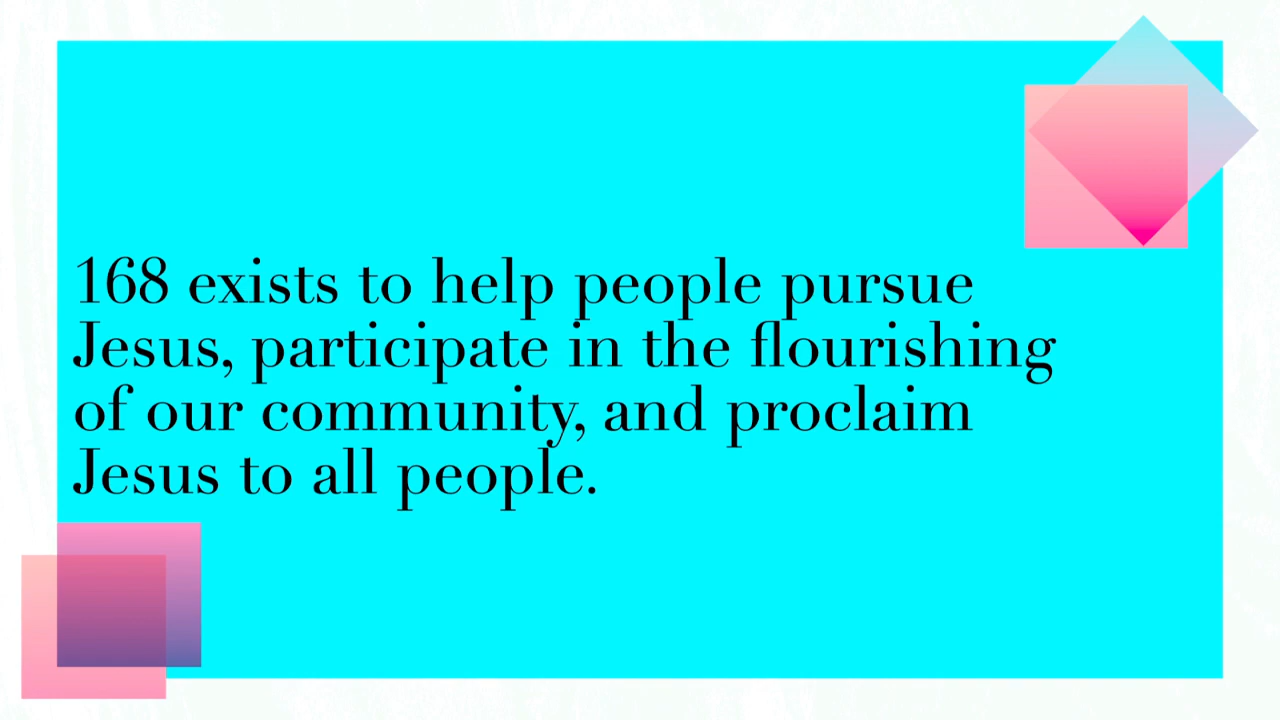 168 exists to help people pursue
Jesus, participate in the flourishing
of our community, and proclaim
Jesus to all people.